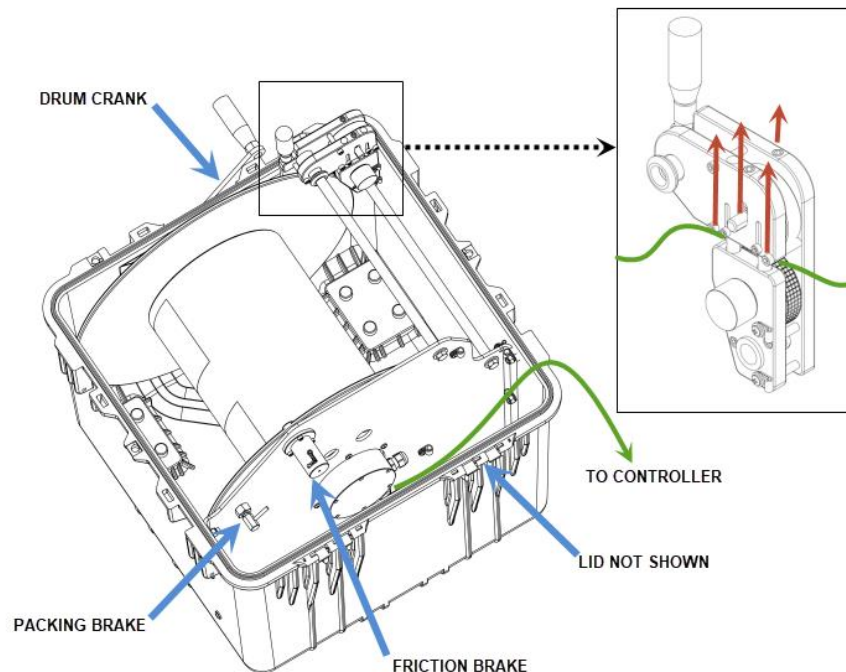 DRUM CRANK
TO CONTROLLER
LID NOT SHOWN
PACKING BRAKE
FRICTION BRAKE